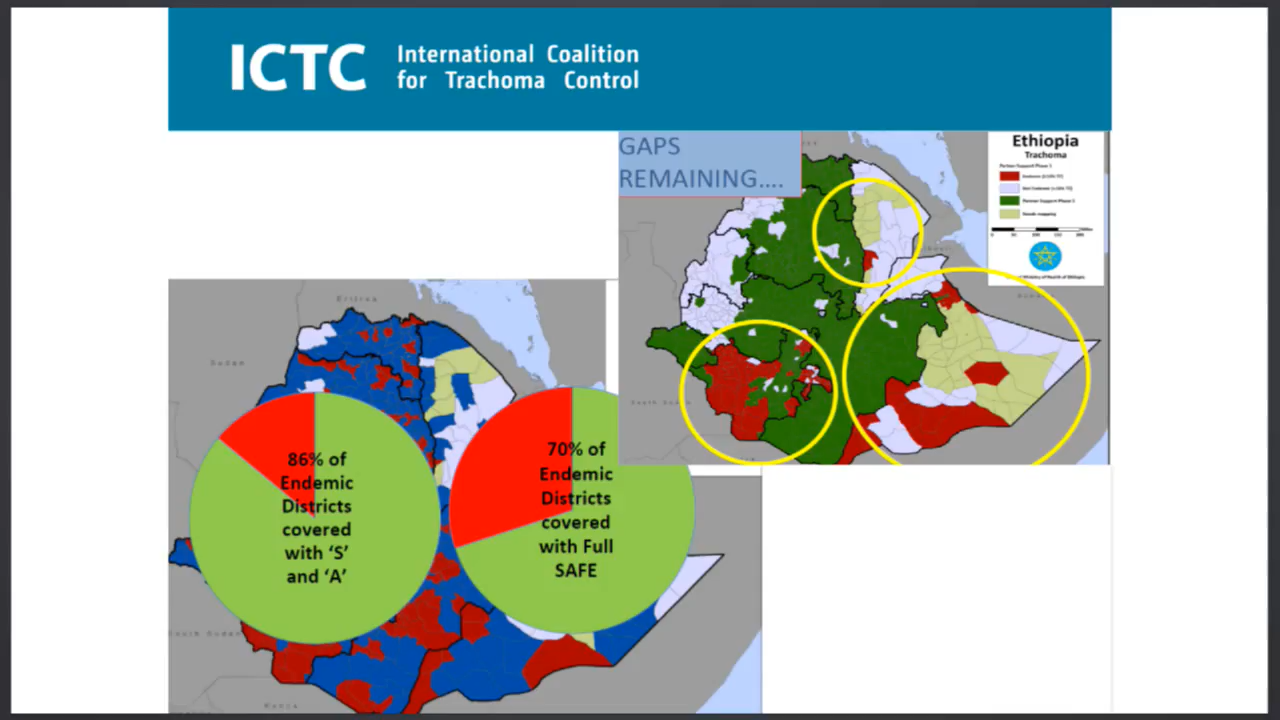 ICTC
International Coalition
for Trachoma Control
GAPS
REMAINING....
Ethiopia
Trachoma
Eritrea
Sudan
86% of
Endemic
Districts
covered
with ‘S’
and ‘A’
70% of
Endemic
Districts
covered
with Full
SAFE
South Sudan
Kenya